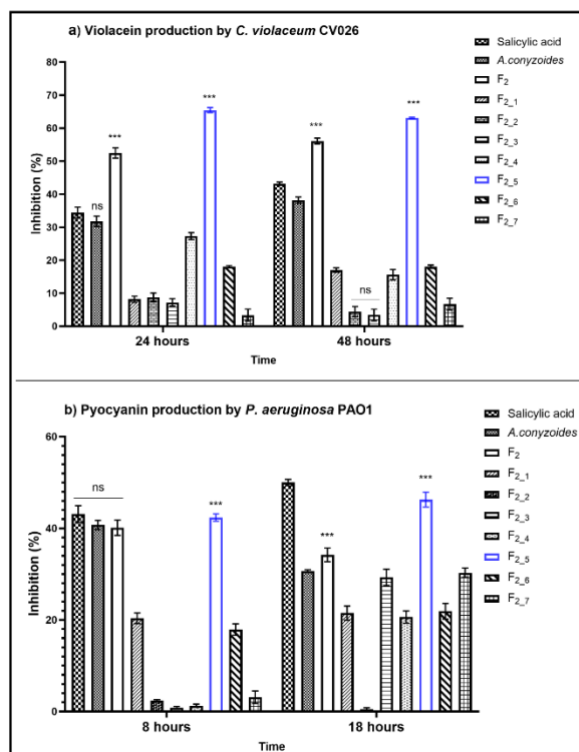 a) Violacein production by C. violaceum CV026
Inhibition (%)
80
70
60
50
40
30
20
10
0
***
ns
***
***
ns
***
24 hours
48 hours
Time
Salicylic acid
A.conyzoides
F2
F2_1
F2_2
F2_3
F2_4
F2_5
F2_6
F2_7
b) Pyocyanin production by P. aeruginosa PAO1
Inhibition (%)
60
40
20
0
ns
***
***
***
8 hours
18 hours
Time
Salicylic acid
A.conyzoides
F2
F2_1
F2_2
F2_3
F2_4
F2_5
F2_6
F2_7